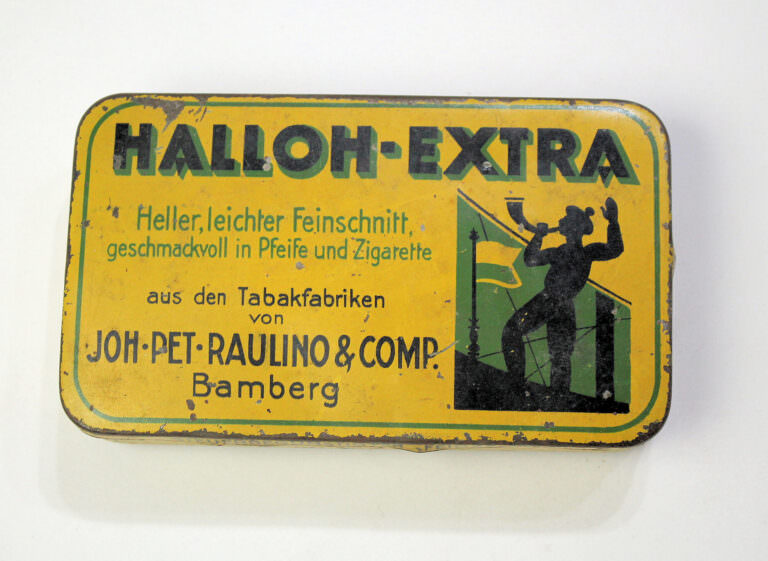 HALLOH-EXTRA
Heller, leichter Feinschnitt,
geschmackvoll in Pfeife und Zigarette
aus den Tabakfabriken
von
JOH·PET·RAULINO & COMP.
Bamberg